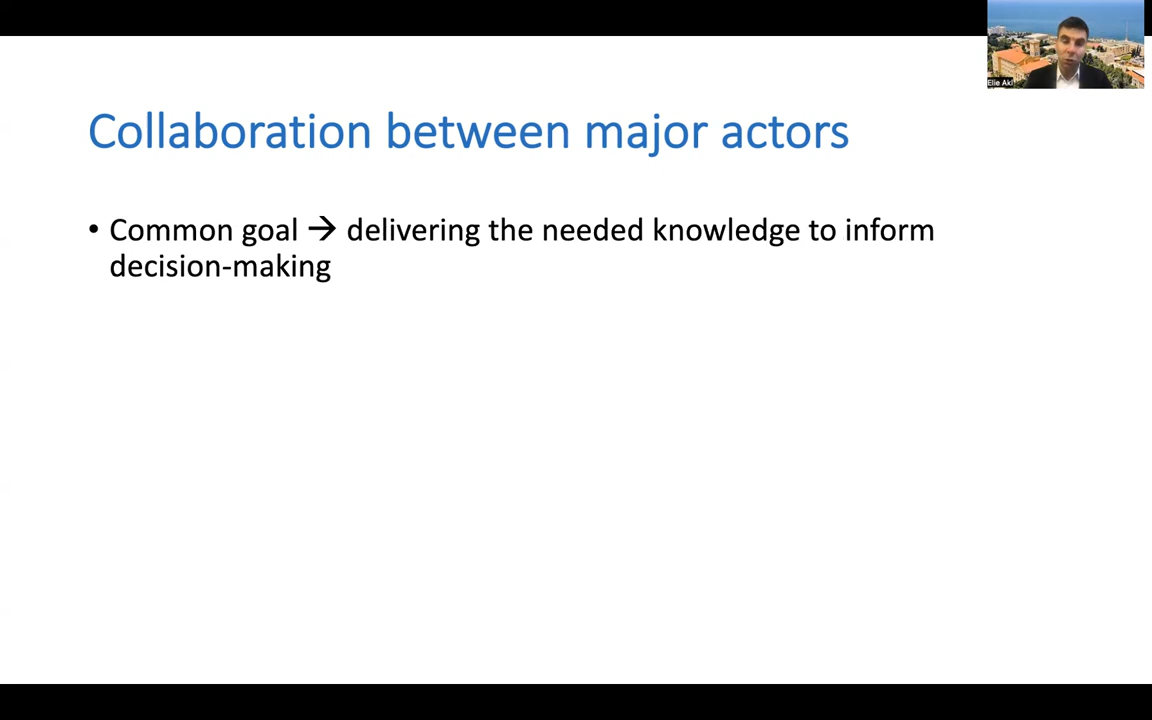 Elie Akl
Collaboration between major actors
• Common goal → delivering the needed knowledge to inform
decision-making